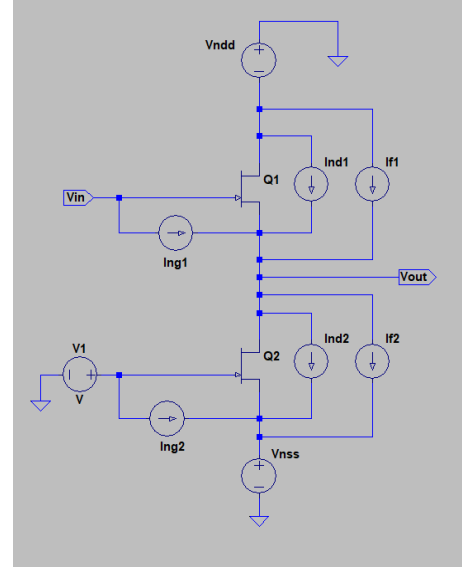 Vndd
Ind1
If1
Q1
Vin
Ing1
Vout
Ind2
If2
V1
Q2
V
Ing2
Vnss